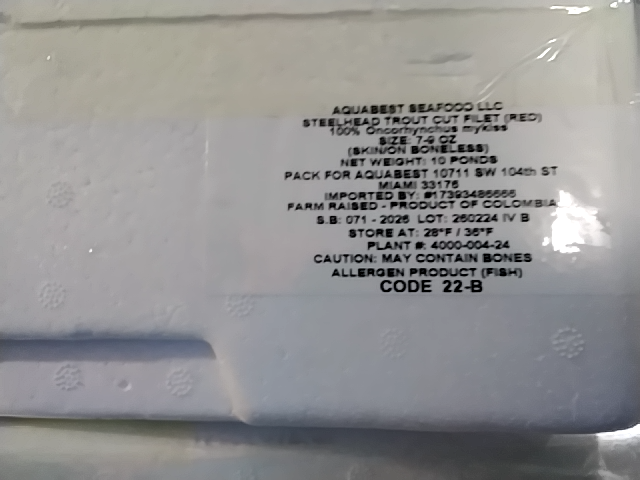 AQUABEST SEAFOOD LLC
STEELHEAD TROUT CUT FILET (RED)
100% Oncorhynchus mykiss
SIZE: 7-9 OZ
(SKIN/ON BONELESS)
NET WEIGHT: 10 PONDS
PACK FOR AQUABEST 10711 SW 104th ST
MIAMI 33176
IMPORTED BY: #17393486666
FARM RAISED - PRODUCT OF COLOMBIA
S.B: 071 - 2026 LOT: 260224 IV B
STORE AT: 28°F / 36°F
PLANT #: 4000-004-24
CAUTION: MAY CONTAIN BONES
ALLERGEN PRODUCT (FISH)
CODE 22-B